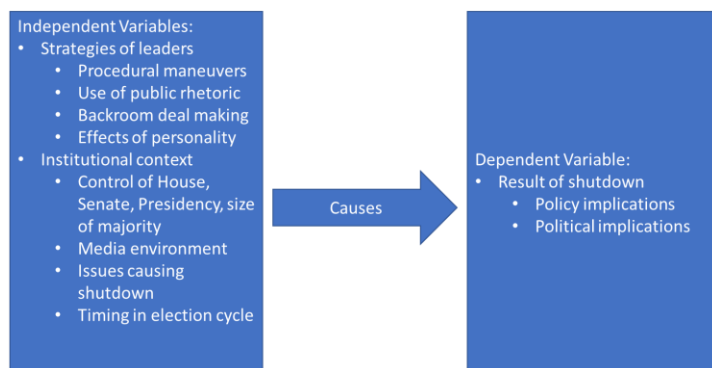 Independent Variables:
• Strategies of leaders
• Procedural maneuvers
• Use of public rhetoric
• Backroom deal making
• Effects of personality
• Institutional context
• Control of House,
Senate, Presidency, size
of majority
• Media environment
• Issues causing
shutdown
• Timing in election cycle
Causes
Dependent Variable:
• Result of shutdown
• Policy implications
• Political implications